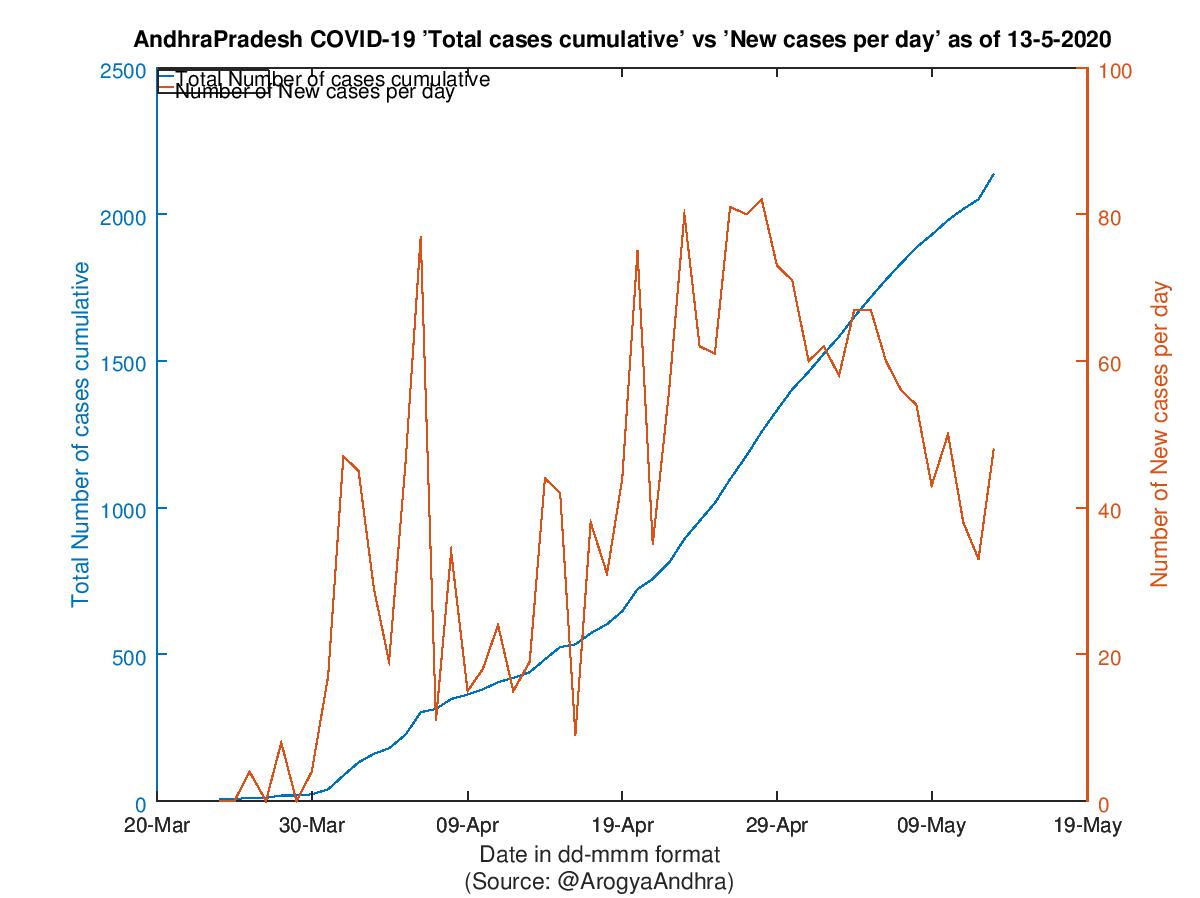 AndhraPradesh COVID-19 ’Total cases cumulative’ vs ’New cases per day’ as of 13-5-2020
Total Number of cases cumulative
Number of New cases per day
2500
2000
1500
1000
500
0
Total Number of cases cumulative
100
80
60
40
20
0
Number of New cases per day
20-Mar 30-Mar 09-Apr 19-Apr 29-Apr 09-May 19-May
Date in dd-mmm format
(Source: @ArogyaAndhra)